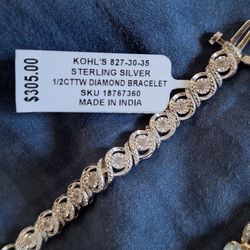 KOHL'S 827-30-35
STERLING SILVER
1/2CTTW DIAMOND BRACELET
SKU 18767360
MADE IN INDIA
$305.00